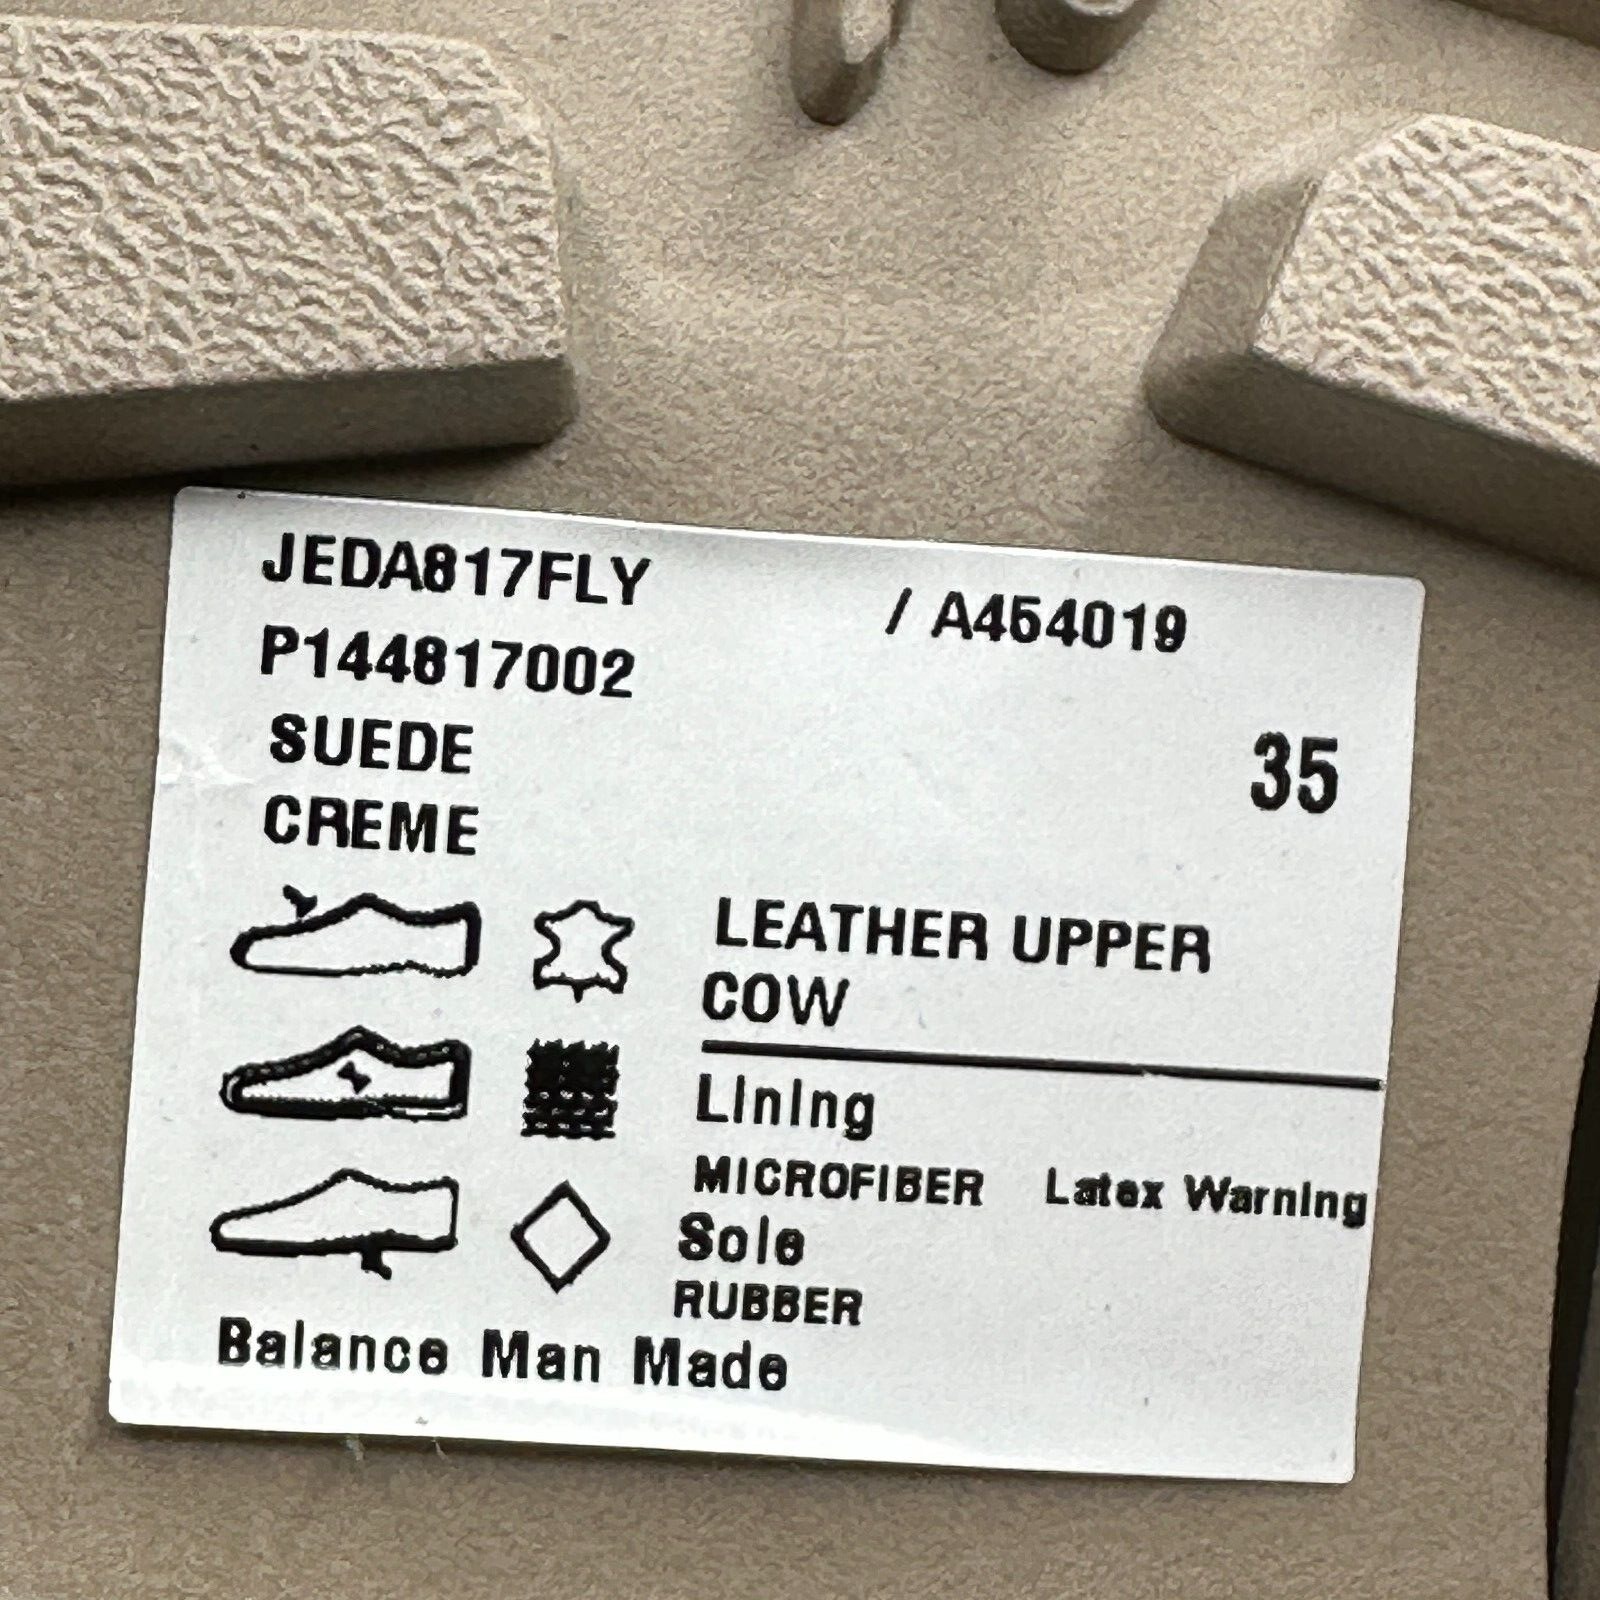 JEDA817FLY / A454019
P144817002
SUEDE
CREME
35
LEATHER UPPER
COW
Lining
MICROFIBER Latex Warning
Sole
RUBBER
Balance Man Made